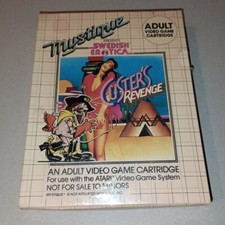 Mystique
PRESENTS
SWEDISH
EROTICA
ADULT
VIDEO GAME
CARTRIDGE
CUSTER'S
REVENGE
AN ADULT VIDEO GAME CARTRIDGE
For use with the ATARI Video Game System
NOT FOR SALE TO MINORS